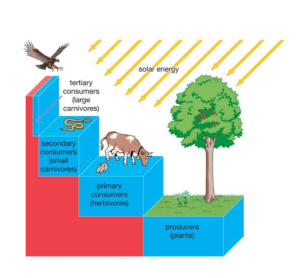 solar energy
tertiary
consumers
(large
carnivores)
secondary
consumers
(small
carnivores)
primary
consumers
(herbivores)
producers
(plants)